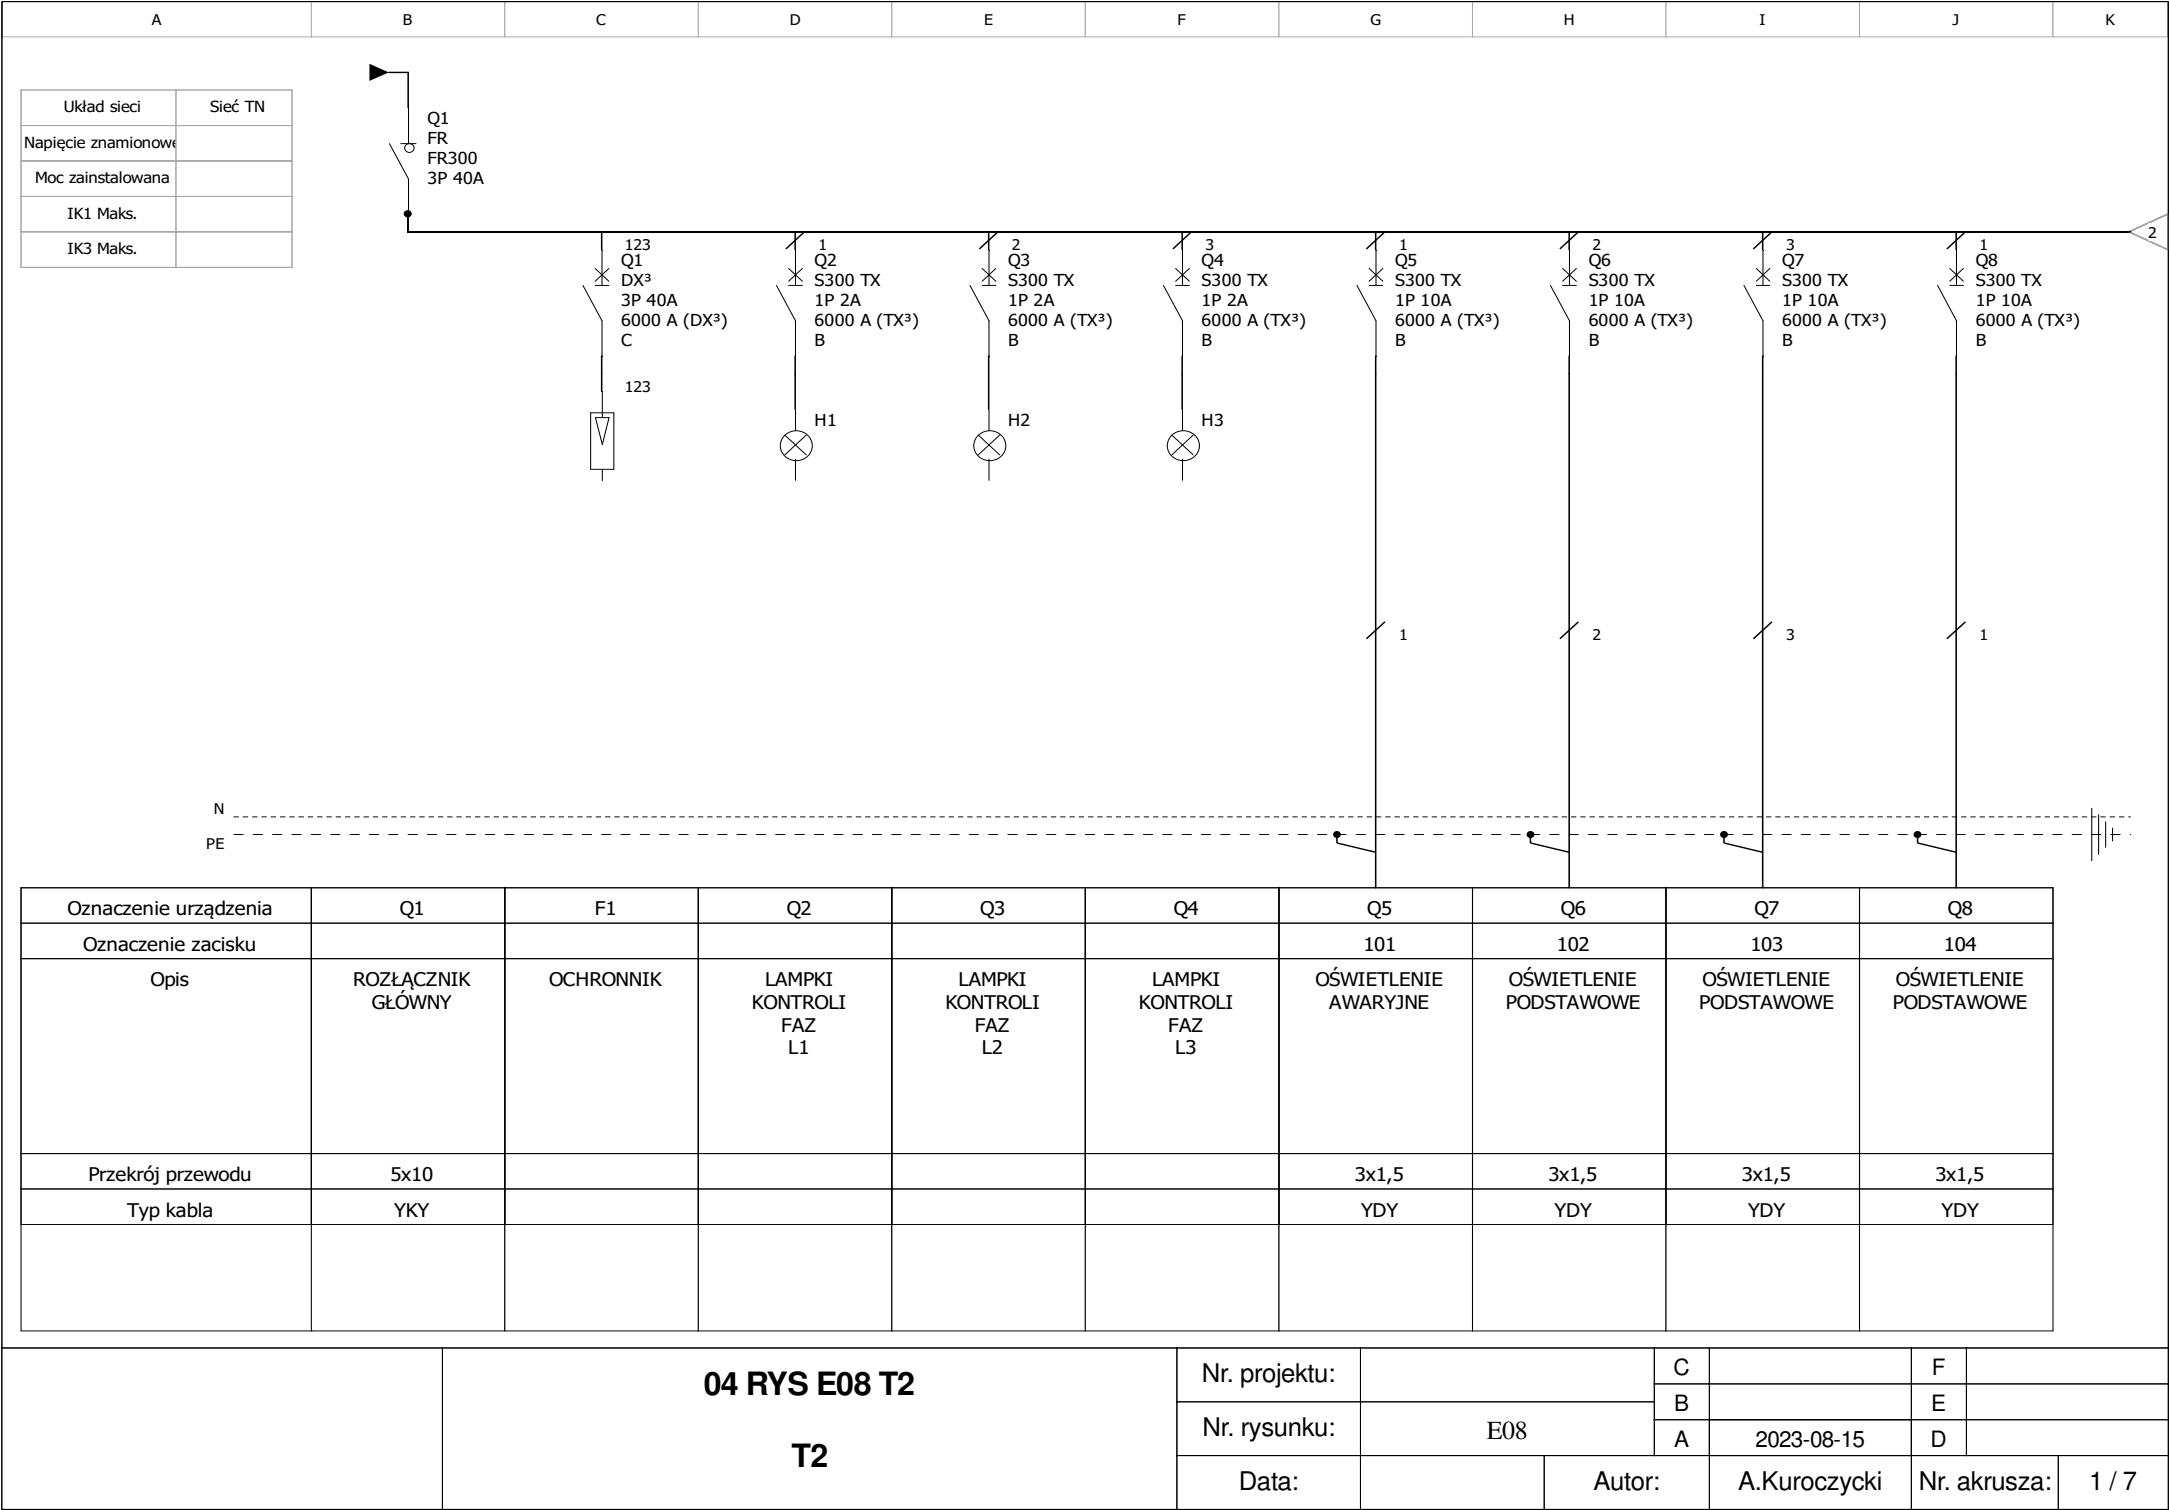 A B C D E F G H I J K
Układ sieci Sieć TN
Napięcie znamionowe
Moc zainstalowana
IK1 Maks.
IK3 Maks.
Q1
FR
FR300
3P 40A
2
123
Q1
DX³
3P 40A
6000 A (DX³)
C
123
1
Q2
S300 TX
1P 2A
6000 A (TX³)
B
H1
2
Q3
S300 TX
1P 2A
6000 A (TX³)
B
H2
3
Q4
S300 TX
1P 2A
6000 A (TX³)
B
H3
1
Q5
S300 TX
1P 10A
6000 A (TX³)
B
1
2
Q6
S300 TX
1P 10A
6000 A (TX³)
B
2
3
Q7
S300 TX
1P 10A
6000 A (TX³)
B
3
1
Q8
S300 TX
1P 10A
6000 A (TX³)
B
1
N
PE
Oznaczenie urządzenia Q1 F1 Q2 Q3 Q4 Q5 Q6 Q7 Q8
Oznaczenie zacisku 101 102 103 104
Opis ROZŁĄCZNIK OCHRONNIK LAMPKI LAMPKI LAMPKI OŚWIETLENIE OŚWIETLENIE OŚWIETLENIE OŚWIETLENIE
GŁÓWNY KONTROLI KONTROLI KONTROLI AWARYJNE PODSTAWOWE PODSTAWOWE PODSTAWOWE
FAZ FAZ FAZ
L1 L2 L3
Przekrój przewodu 5x10 3x1,5 3x1,5 3x1,5 3x1,5
Typ kabla YKY YDY YDY YDY YDY
04 RYS E08 T2
T2
Nr. projektu: C F
B E
Nr. rysunku: E08 A 2023-08-15 D
Data: Autor: A.Kuroczycki Nr. akrusza: 1 / 7